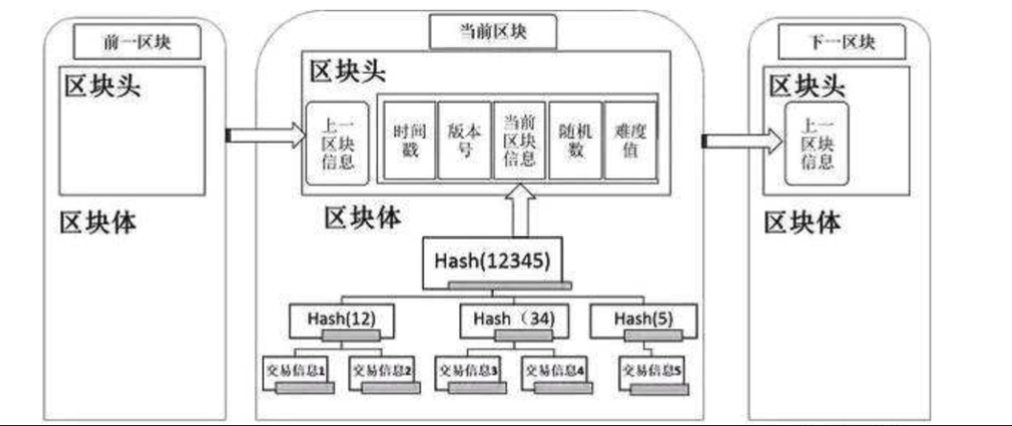 前一区块
区块头
区块体
当前区块
区块头
上一
区块
信息
时间
戳
版本
号
当前
区块
信息
随机
数
难度
值
区块体
Hash(12345)
Hash(12)
Hash（34)
Hash(5)
交易信息1
交易信息2
交易信息3
交易信息4
交易信息5
下一区块
区块头
上一
区块
信息
区块体